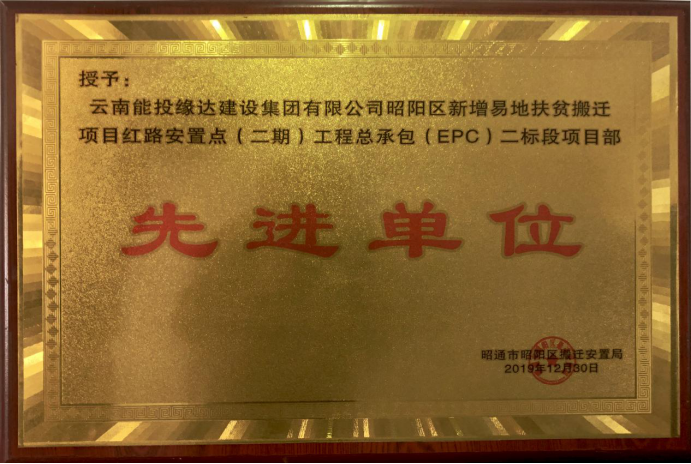 授予：
云南能投缘达建设集团有限公司昭阳区新增易地扶贫搬迁
项目红路安置点（二期）工程总承包（EPC）二标段项目部
先进单位
昭通市昭阳区搬迁安置局
2019年12月30日